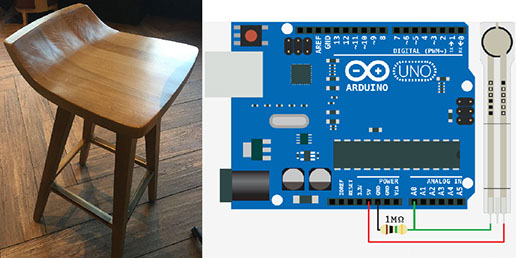 AREF
GND
13
12
~11
~10
~9
8
7
~6
~5
4
~3
2
TX→1
RX←0
DIGITAL (PWM~)
UNO
ARDUINO
IOREF
RESET
3.3V
5V
GND
GND
Vin
POWER
ANALOG IN
A0
A1
A2
A3
A4
A5
1MΩ